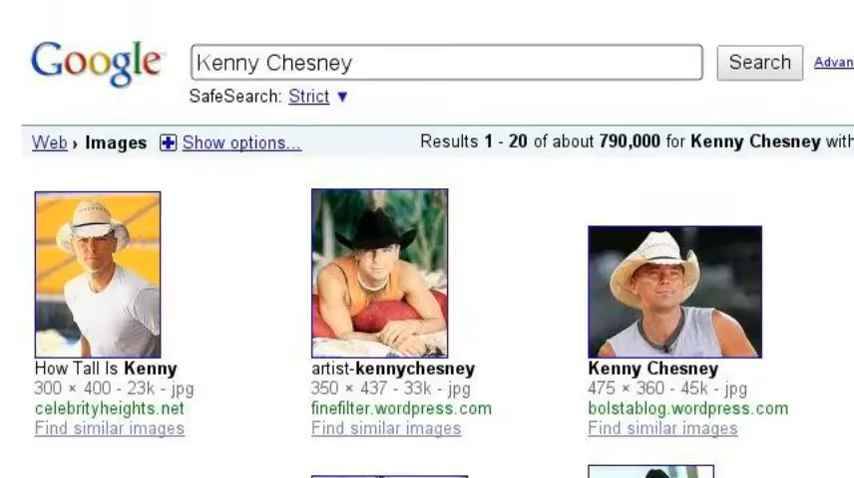 Google Kenny Chesney Search Advan
SafeSearch: Strict ▼
Web › Images Show options... Results 1 - 20 of about 790,000 for Kenny Chesney with
How Tall Is Kenny
300 × 400 - 23k - jpg
celebrityheights.net
Find similar images
artist-kennychesney
350 × 437 - 33k - jpg
finefilter.wordpress.com
Find similar images
Kenny Chesney
475 × 360 - 45k - jpg
bolstablog.wordpress.com
Find similar images